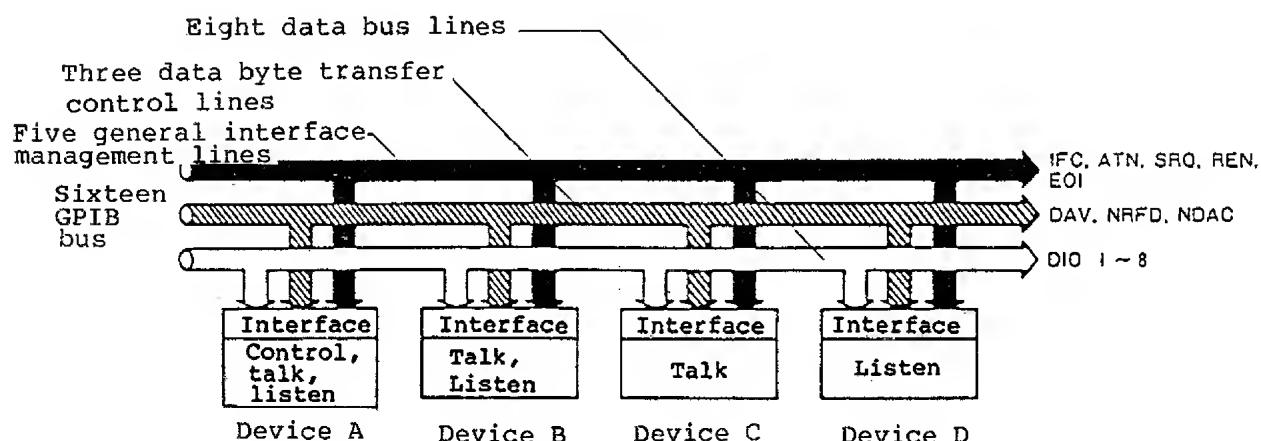 Eight data bus lines
Three data byte transfer
control lines
Five general interface
management lines
IFC, ATN, SRQ, REN,
EOI
Sixteen
GPIB
bus
DAV, NRFD, NDAC
DIO 1 ~ 8
Interface
Control,
talk,
listen
Device A
Interface
Talk,
Listen
Device B
Interface
Talk
Device C
Interface
Listen
Device D